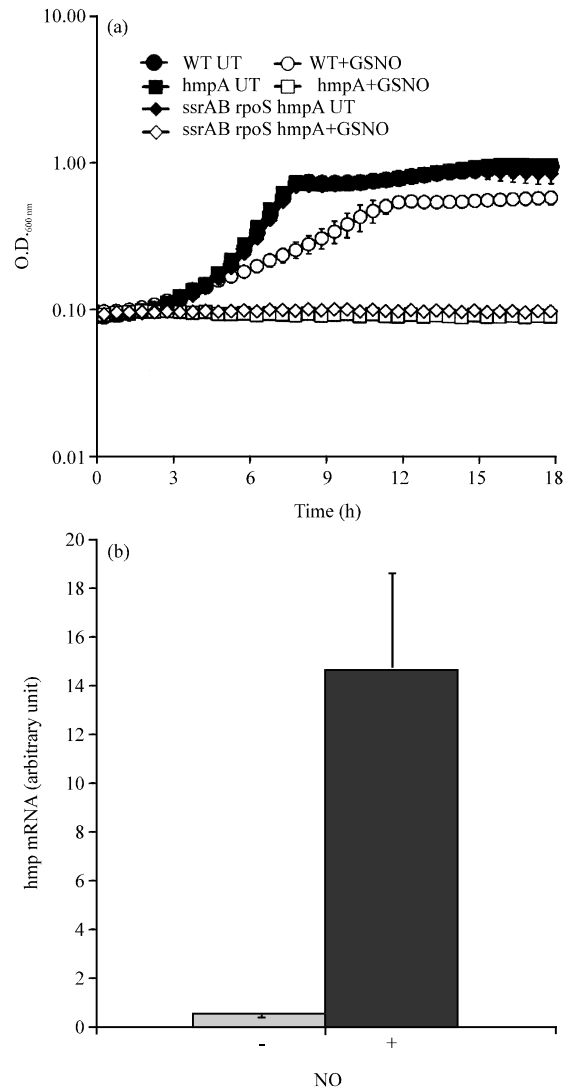 (a)
WT UT
WT+GSNO
hmpA UT
hmpA+GSNO
ssrAB rpoS hmpA UT
ssrAB rpoS hmpA+GSNO
10.00
1.00
0.10
0.01
O.D.600 nm
0 3 6 9 12 15 18
Time (h)
(b)
20
18
16
14
12
10
8
6
4
2
0
hmp mRNA (arbitrary unit)
- +
NO